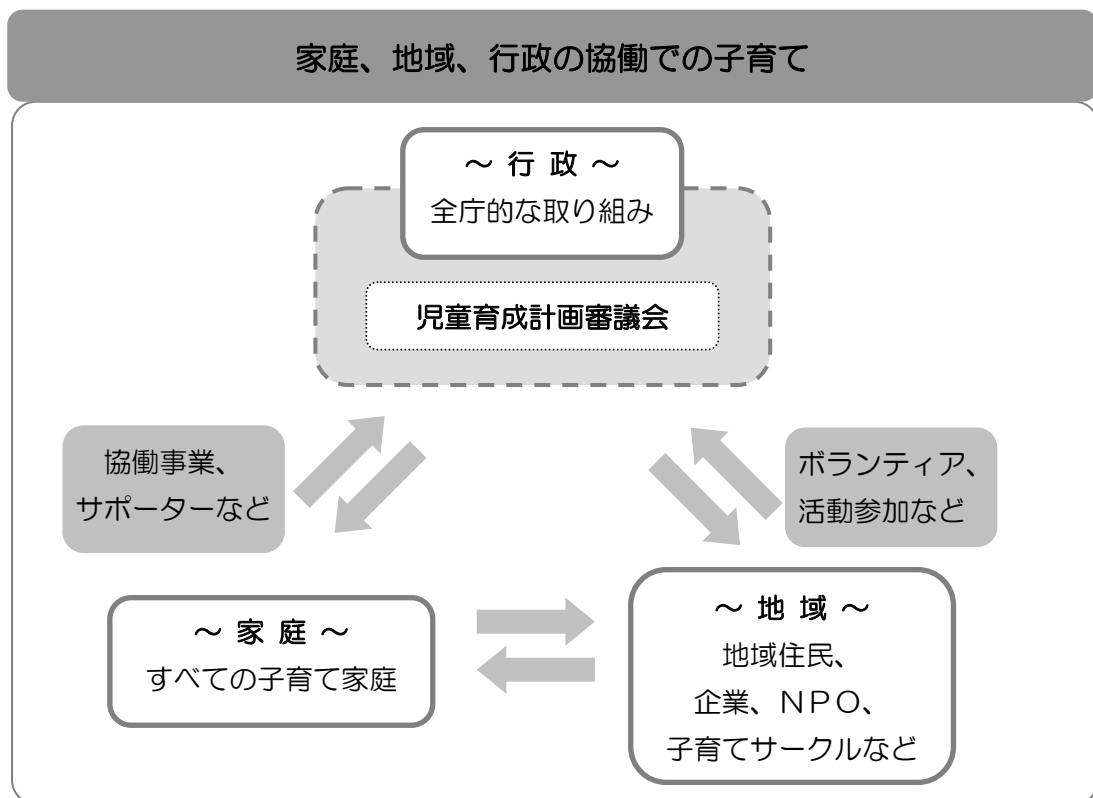 家庭、地域、行政の協働での子育て
～ 行 政 ～
全庁的な取り組み
児童育成計画審議会
協働事業、
サポーターなど
ボランティア、
活動参加など
～ 家 庭 ～
すべての子育て家庭
～ 地 域 ～
地域住民、
企業、ＮＰＯ、
子育てサークルなど